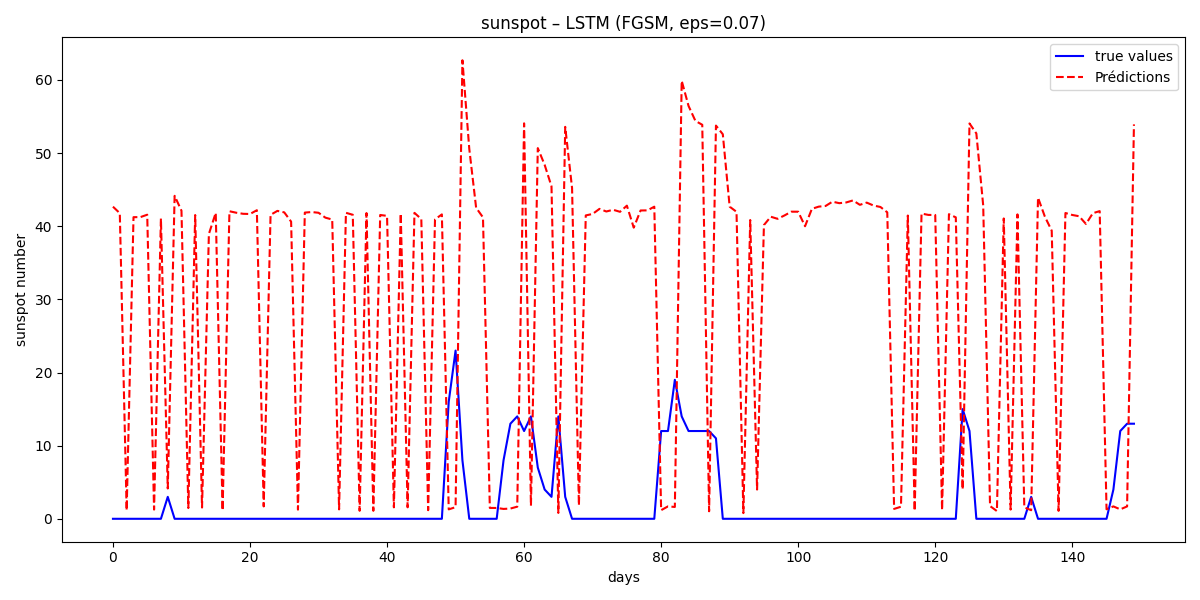 sunspot – LSTM (FGSM, eps=0.07)
true values
Prédictions
sunspot number
60
50
40
30
20
10
0
0 20 40 60 80 100 120 140
days